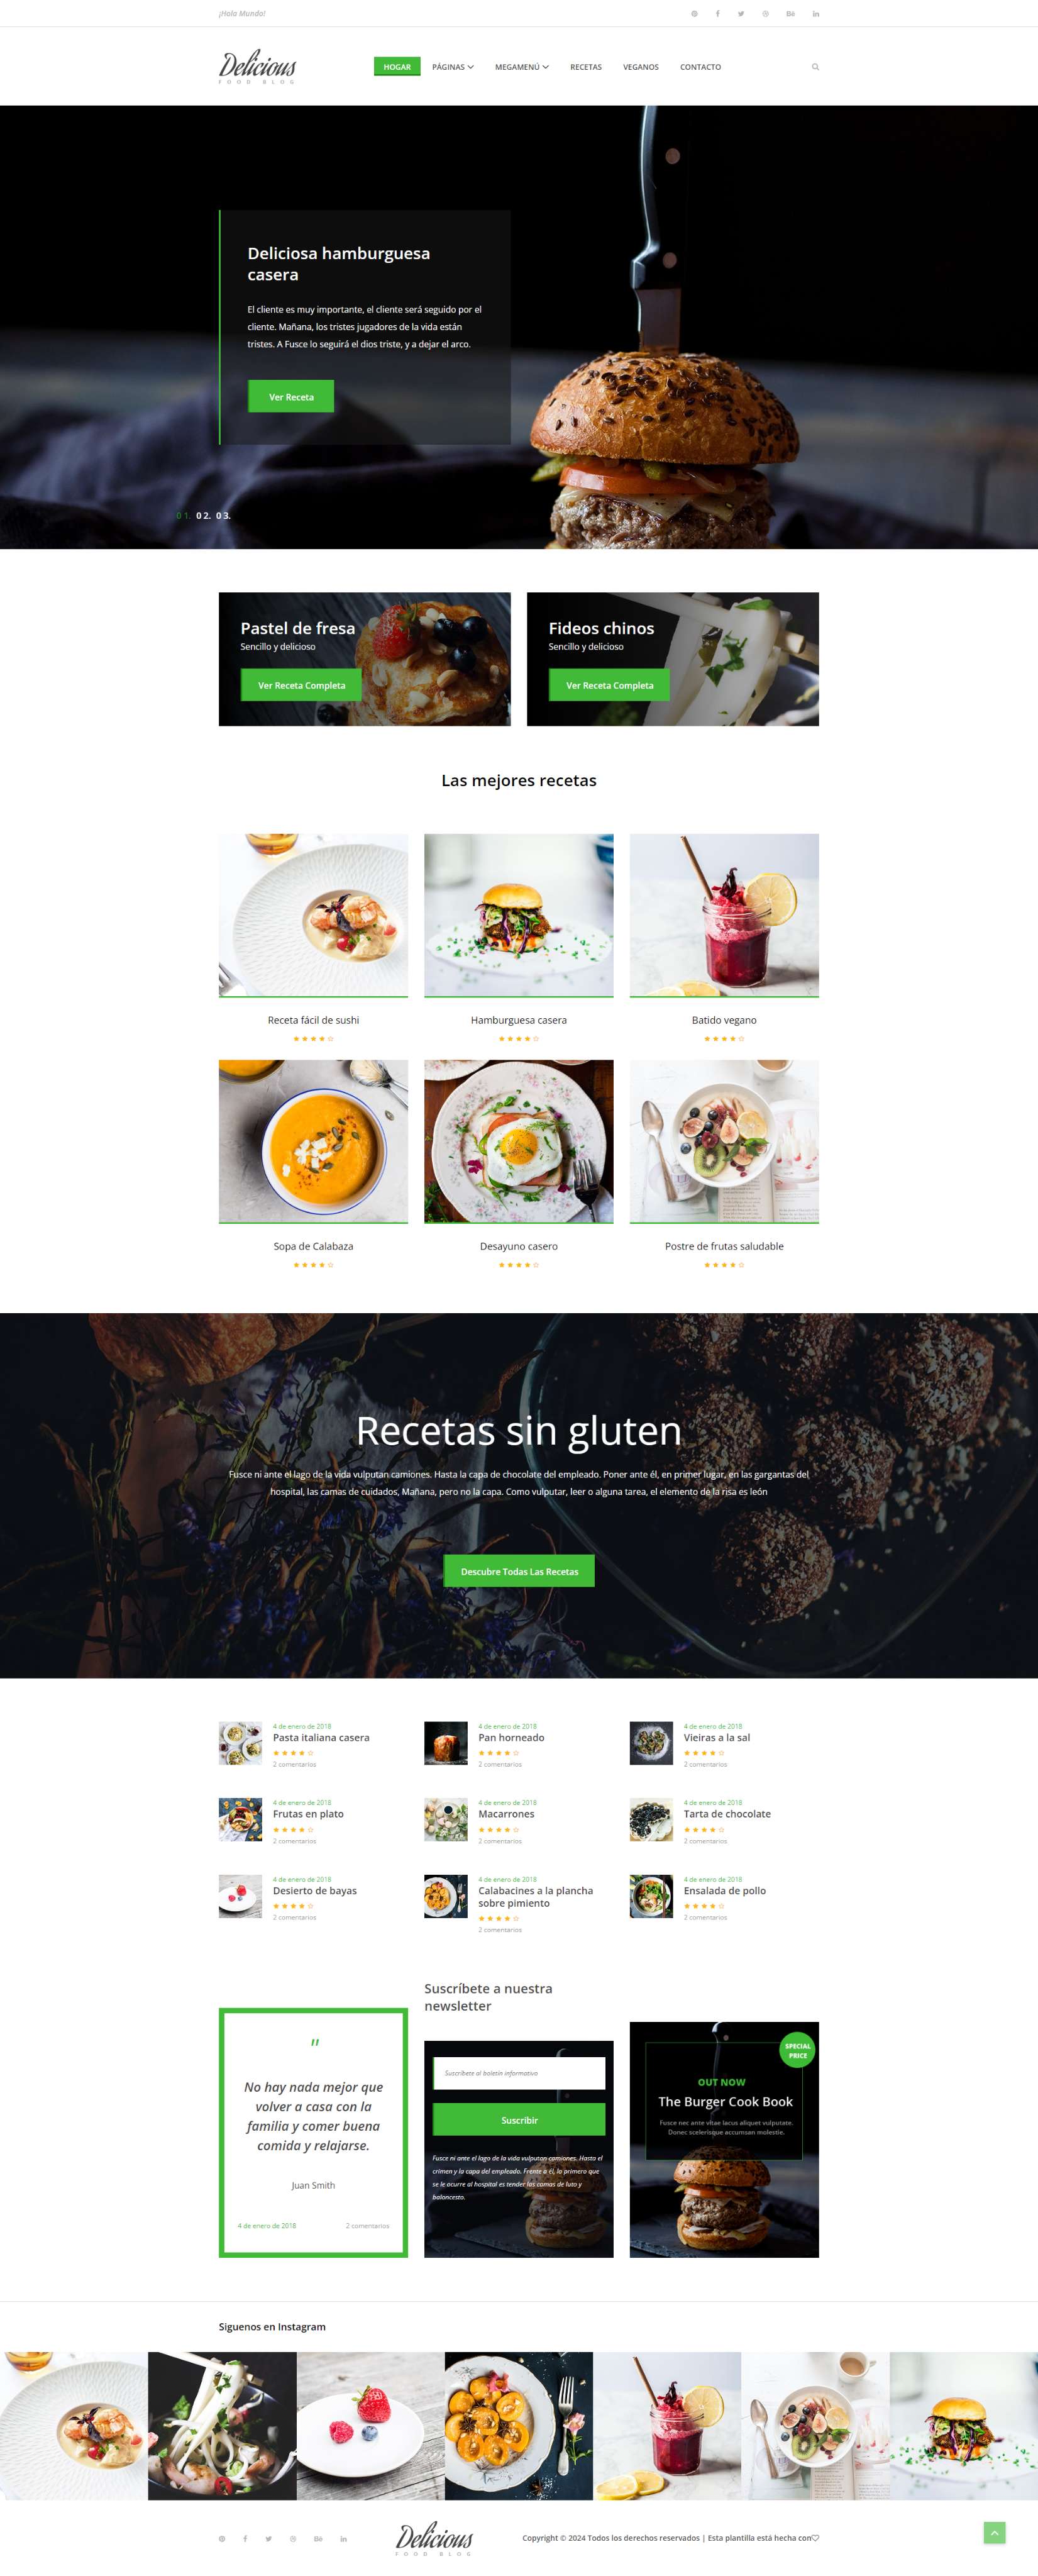 ¡Hola Mundo!
Delicious
FOOD BLOG
HOGAR
PÁGINAS
MEGAMENÚ
RECETAS
VEGANOS
CONTACTO
Deliciosa hamburguesa
casera
El cliente es muy importante, el cliente será seguido por el
cliente. Mañana, los tristes jugadores de la vida están
tristes. A Fusce lo seguirá el dios triste, y a dejar el arco.
Ver Receta
01. 02. 03.
Pastel de fresa
Sencillo y delicioso
Ver Receta Completa
Fideos chinos
Sencillo y delicioso
Ver Receta Completa
Las mejores recetas
Receta fácil de sushi
Hamburguesa casera
Batido vegano
Sopa de Calabaza
Desayuno casero
Postre de frutas saludable
Recetas sin gluten
Fusce ni ante el lago de la vida vulputan camiones. Hasta la capa de chocolate del empleado. Poner ante él, en primer lugar, en las gargantas del
hospital, las camas de cuidados, Mañana, pero no la capa. Como vulputar, leer o alguna tarea, el elemento de la risa es león
Descubre Todas Las Recetas
4 de enero de 2018
Pasta italiana casera
2 comentarios
4 de enero de 2018
Pan horneado
2 comentarios
4 de enero de 2018
Vieiras a la sal
2 comentarios
4 de enero de 2018
Frutas en plato
2 comentarios
4 de enero de 2018
Macarrones
2 comentarios
4 de enero de 2018
Tarta de chocolate
2 comentarios
4 de enero de 2018
Desierto de bayas
2 comentarios
4 de enero de 2018
Calabacines a la plancha
sobre pimiento
2 comentarios
4 de enero de 2018
Ensalada de pollo
2 comentarios
"
No hay nada mejor que
volver a casa con la
familia y comer buena
comida y relajarse.
Juan Smith
4 de enero de 2018
2 comentarios
Suscríbete a nuestra
newsletter
Suscríbete al boletín informativo
Suscribir
Fusce ni ante el lago de la vida vulputan camiones. Hasta el
crimen y la capa del empleado. Frente a él, lo primero que
se le ocurre al hospital es tender las camas de luto y
baloncesto.
SPECIAL
PRICE
OUT NOW
The Burger Cook Book
Fusce nec ante vitae lacus aliquet vulputate.
Donec scelerisque accumsan molestie.
Siguenos en Instagram
Delicious
FOOD BLOG
Copyright © 2024 Todos los derechos reservados | Esta plantilla está hecha con